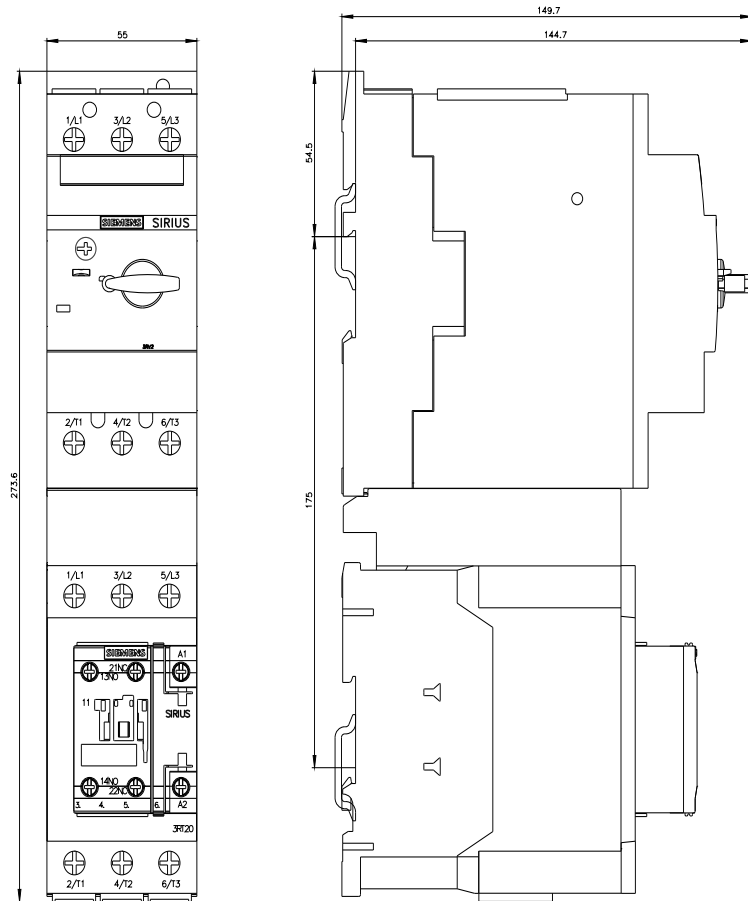 149.7
55
144.7
1/L1 3/L2 5/L3
54.5
SIEMENS SIRIUS
3RV2
2/T1 4/T2 6/T3
273.6
175
1/L1 3/L2 5/L3
SIEMENS A1
21NC
13NO
11
SIRIUS
14NO
22NC
3. 4. 5. 6. A2
3RT20
2/T1 4/T2 6/T3